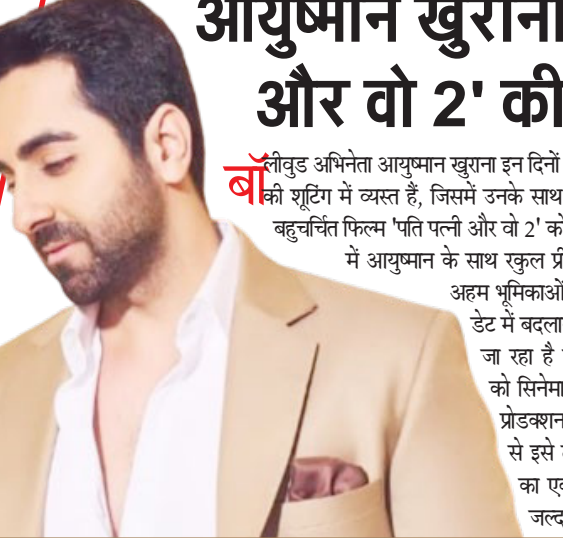 आयुष्मान खुराना
और वो 2' की
बॉलीवुड अभिनेता आयुष्मान खुराना इन दिनों
की शूटिंग में व्यस्त हैं, जिसमें उनके साथ
बहुचर्चित फिल्म 'पति पत्नी और वो 2' को
में आयुष्मान के साथ रकुल प्री
अहम भूमिकाओं
डेट में बदला
जा रहा है
को सिनेमा
प्रोडक्शन
से इसे
का एक
जल्द